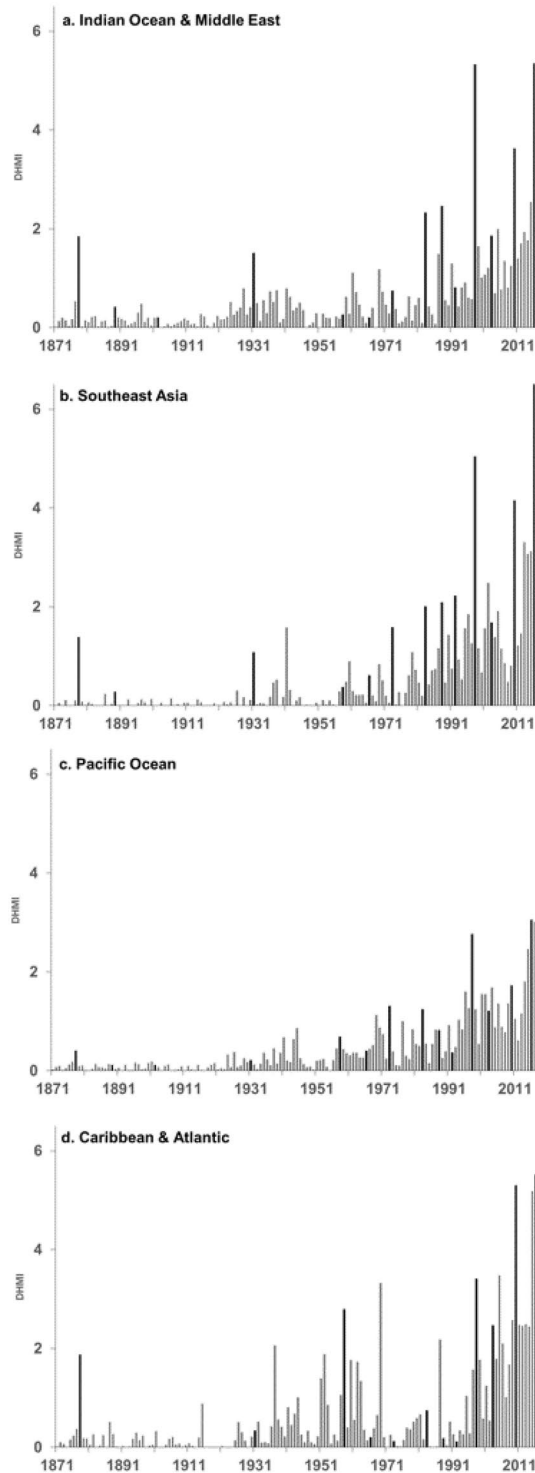 a. Indian Ocean & Middle East
6
4
DHMI
2
0
1871 1891 1911 1931 1951 1971 1991 2011
b. Southeast Asia
6
4
DHMI
2
0
1871 1891 1911 1931 1951 1971 1991 2011
c. Pacific Ocean
6
4
DHMI
2
0
1871 1891 1911 1931 1951 1971 1991 2011
d. Caribbean & Atlantic
6
4
DHMI
2
0
1871 1891 1911 1931 1951 1971 1991 2011